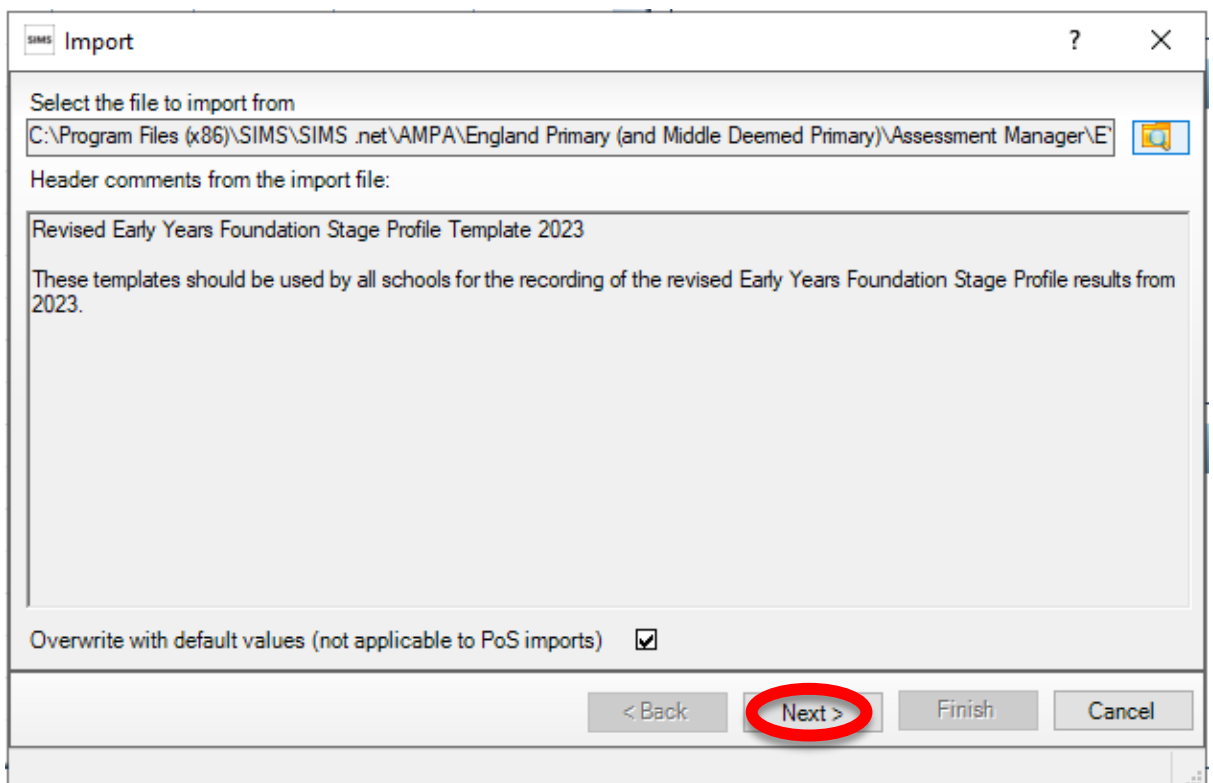 SIMS Import ?
Select the file to import from
C:\Program Files (x86)\SIMS\SIMS .net\AMPA\England Primary (and Middle Deemed Primary)\Assessment Manager\E
Header comments from the import file:
Revised Early Years Foundation Stage Profile Template 2023
These templates should be used by all schools for the recording of the revised Early Years Foundation Stage Profile results from
2023.
Overwrite with default values (not applicable to PoS imports)
< Back Next > Finish Cancel